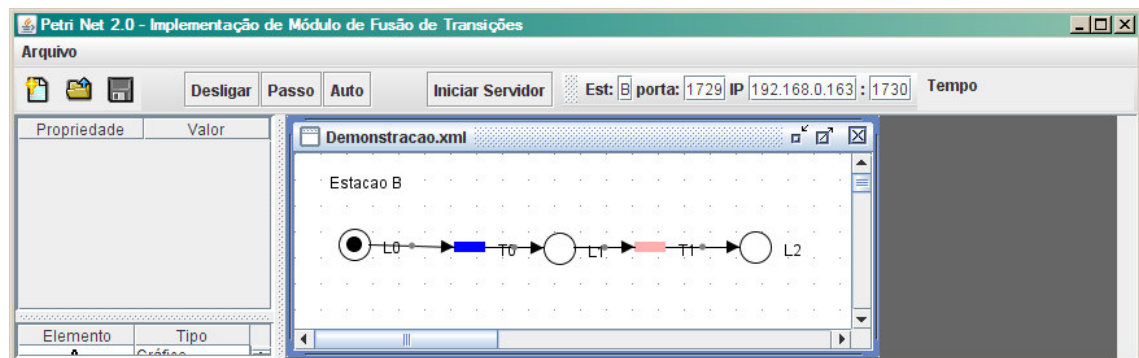 Petri Net 2.0 - Implementação de Módulo de Fusão de Transições
Arquivo
Desligar Passo Auto Iniciar Servidor Est: B porta: 1729 IP 192.168.0.163 : 1730 Tempo
Propriedade Valor
Demonstracao.xml
Estacao B
L0 T0 L1 T1 L2
Elemento Tipo
A Gráfico